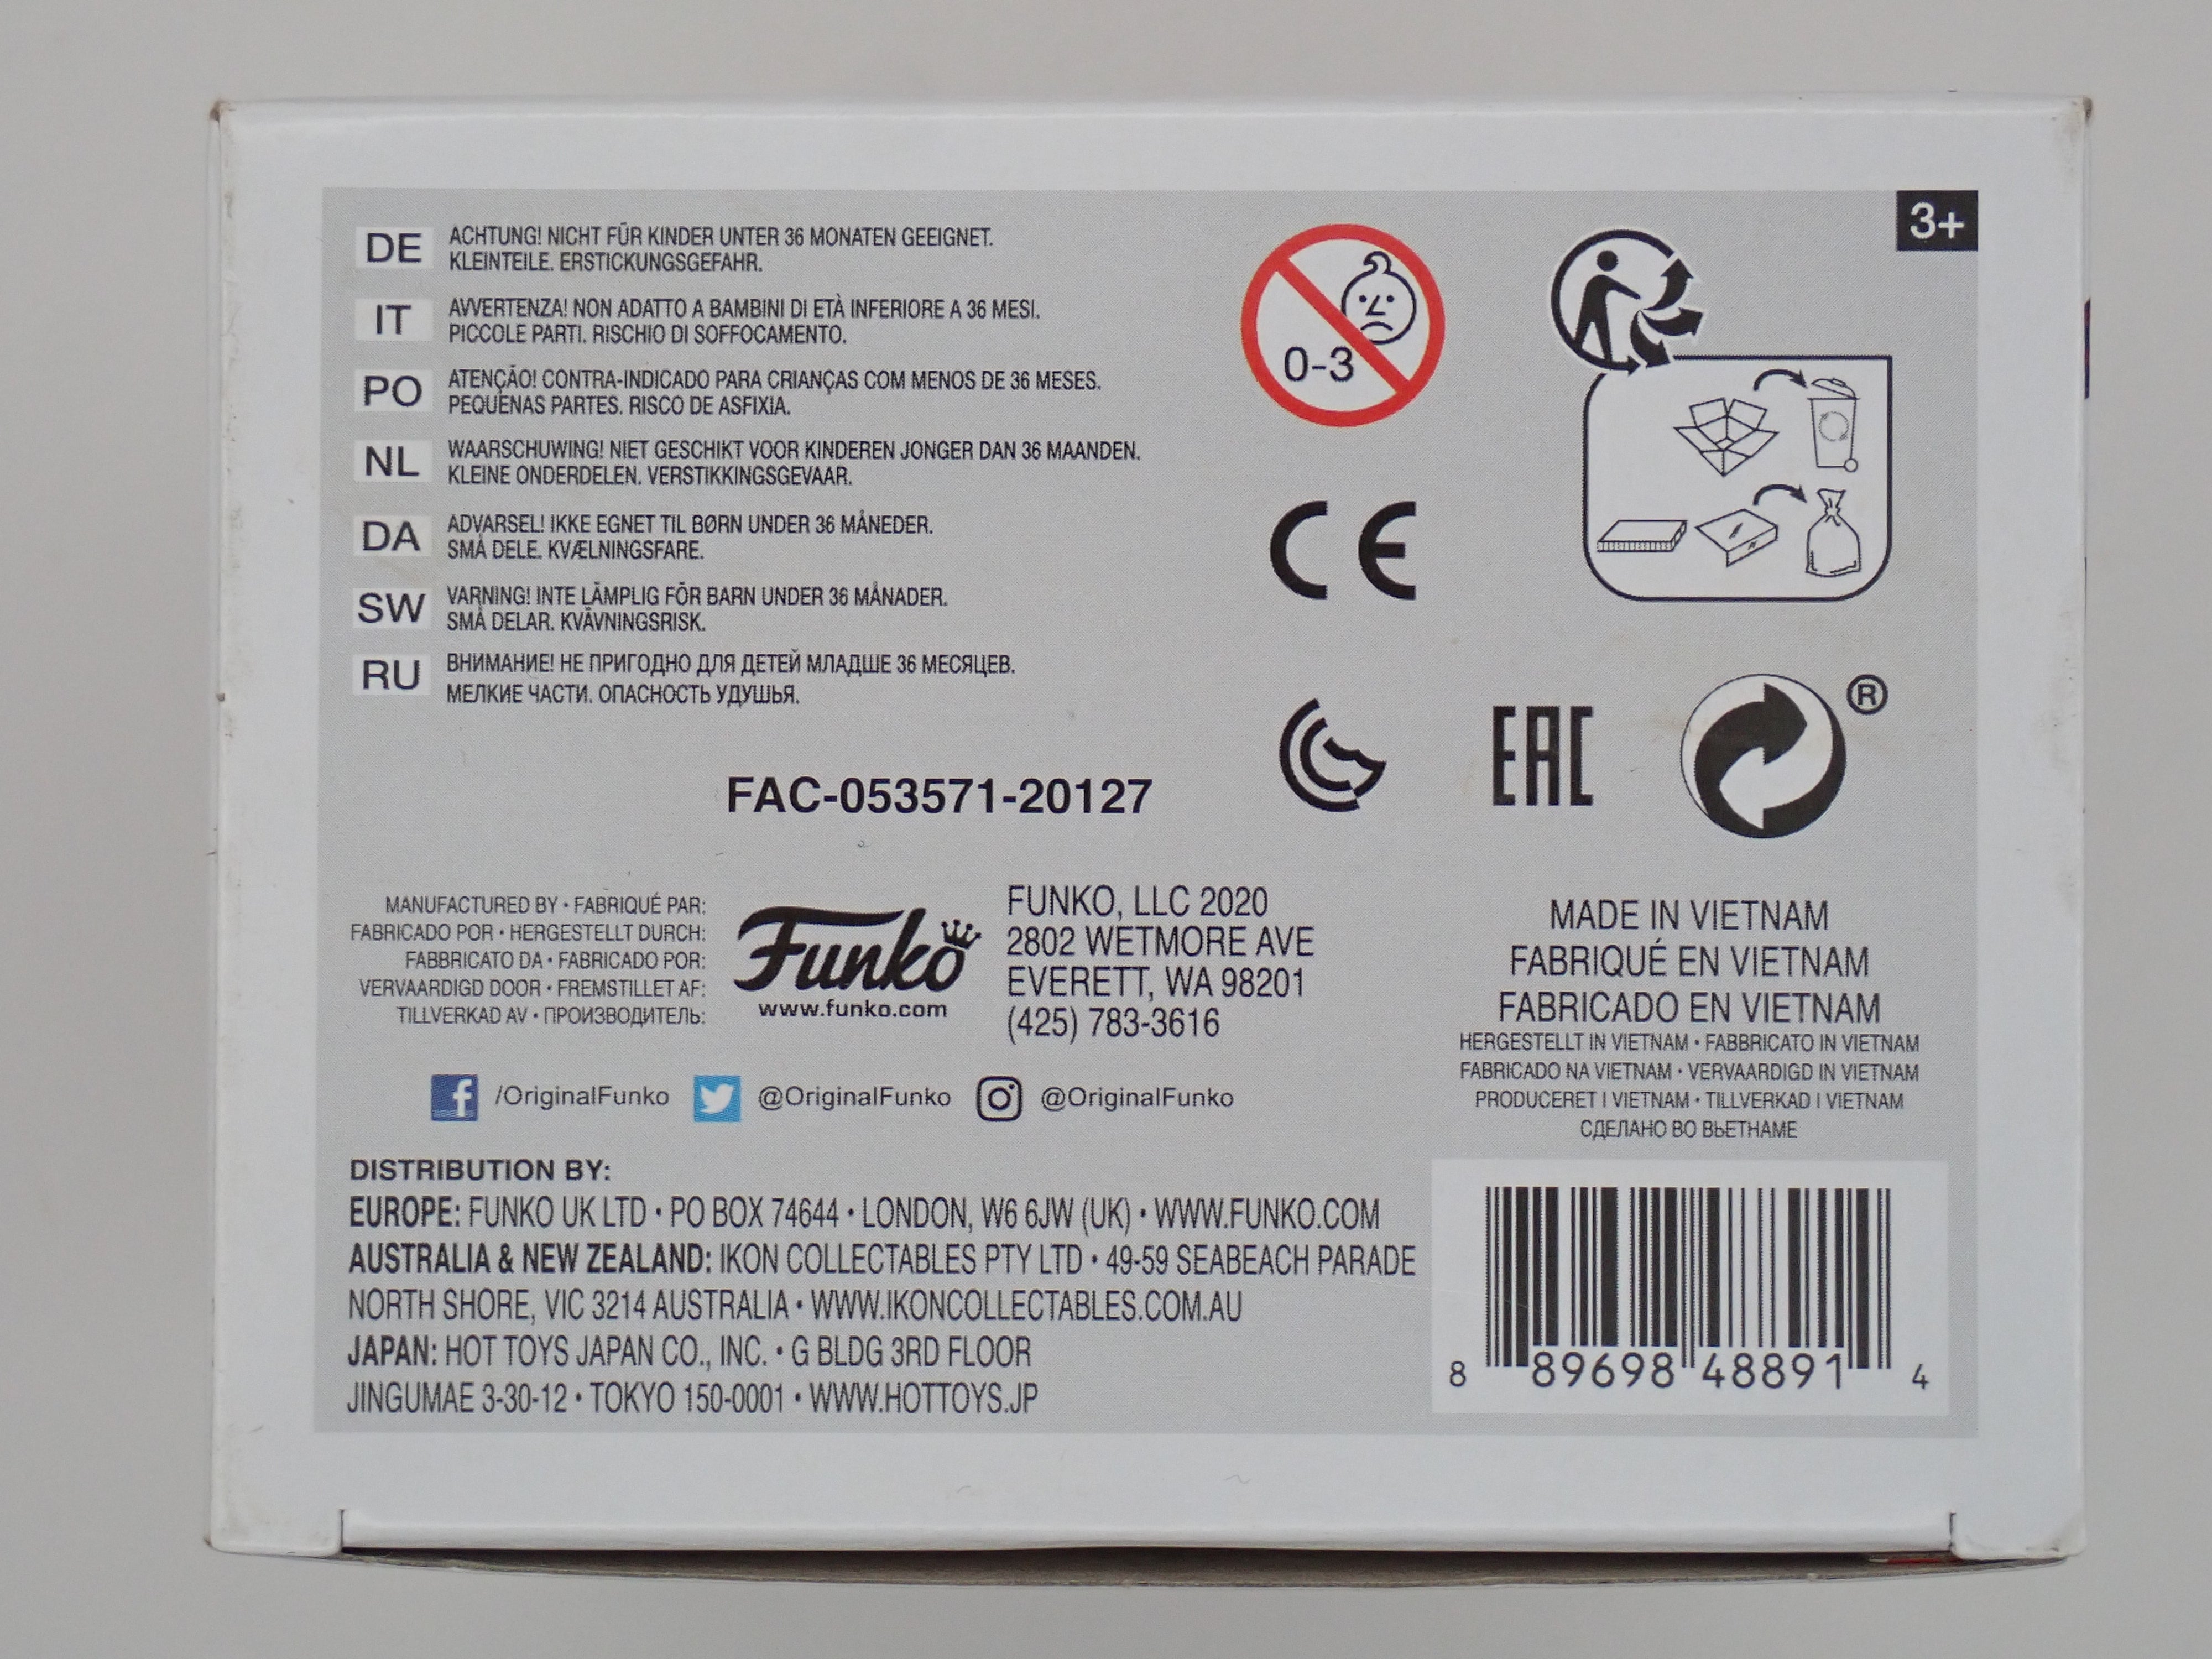 3+
DE
ACHTUNG! NICHT FÜR KINDER UNTER 36 MONATEN GEEIGNET.
KLEINTEILE. ERSTICKUNGSGEFAHR.
IT
AVVERTENZA! NON ADATTO A BAMBINI DI ETÀ INFERIORE A 36 MESI.
PICCOLE PARTI. RISCHIO DI SOFFOCAMENTO.
PO
ATENÇÃO! CONTRA-INDICADO PARA CRIANÇAS COM MENOS DE 36 MESES.
PEQUENAS PARTES. RISCO DE ASFIXIA.
NL
WAARSCHUWING! NIET GESCHIKT VOOR KINDEREN JONGER DAN 36 MAANDEN.
KLEINE ONDERDELEN. VERSTIKKINGSGEVAAR.
DA
ADVARSEL! IKKE EGNET TIL BØRN UNDER 36 MÅNEDER.
SMÅ DELE. KVÆLNINGSFARE.
SW
VARNING! INTE LÄMPLIG FÖR BARN UNDER 36 MÅNADER.
SMÅ DELAR. KVÄVNINGSRISK.
RU
ВНИМАНИЕ! НЕ ПРИГОДНО ДЛЯ ДЕТЕЙ МЛАДШЕ 36 МЕСЯЦЕВ.
МЕЛКИЕ ЧАСТИ. ОПАСНОСТЬ УДУШЬЯ.
0-3
CE
EAC
®
FAC-053571-20127
MANUFACTURED BY • FABRIQUÉ PAR:
FABRICADO POR • HERGESTELLT DURCH:
FABBRICATO DA • FABRICADO POR:
VERVAARDIGD DOOR • FREMSTILLET AF:
TILLVERKAD AV • ПРОИЗВОДИТЕЛЬ:
Funko
www.funko.com
FUNKO, LLC 2020
2802 WETMORE AVE
EVERETT, WA 98201
(425) 783-3616
MADE IN VIETNAM
FABRIQUÉ EN VIETNAM
FABRICADO EN VIETNAM
HERGESTELLT IN VIETNAM • FABBRICATO IN VIETNAM
FABRICADO NA VIETNAM • VERVAARDIGD IN VIETNAM
PRODUCERET I VIETNAM • TILLVERKAD I VIETNAM
СДЕЛАНО ВО ВЬЕТНАМЕ
/OriginalFunko @OriginalFunko @OriginalFunko
DISTRIBUTION BY:
EUROPE: FUNKO UK LTD • PO BOX 74644 • LONDON, W6 6JW (UK) • WWW.FUNKO.COM
AUSTRALIA & NEW ZEALAND: IKON COLLECTABLES PTY LTD • 49-59 SEABEACH PARADE
NORTH SHORE, VIC 3214 AUSTRALIA • WWW.IKONCOLLECTABLES.COM.AU
JAPAN: HOT TOYS JAPAN CO., INC. • G BLDG 3RD FLOOR
JINGUMAE 3-30-12 • TOKYO 150-0001 • WWW.HOTTOYS.JP
8 89698 48891 4